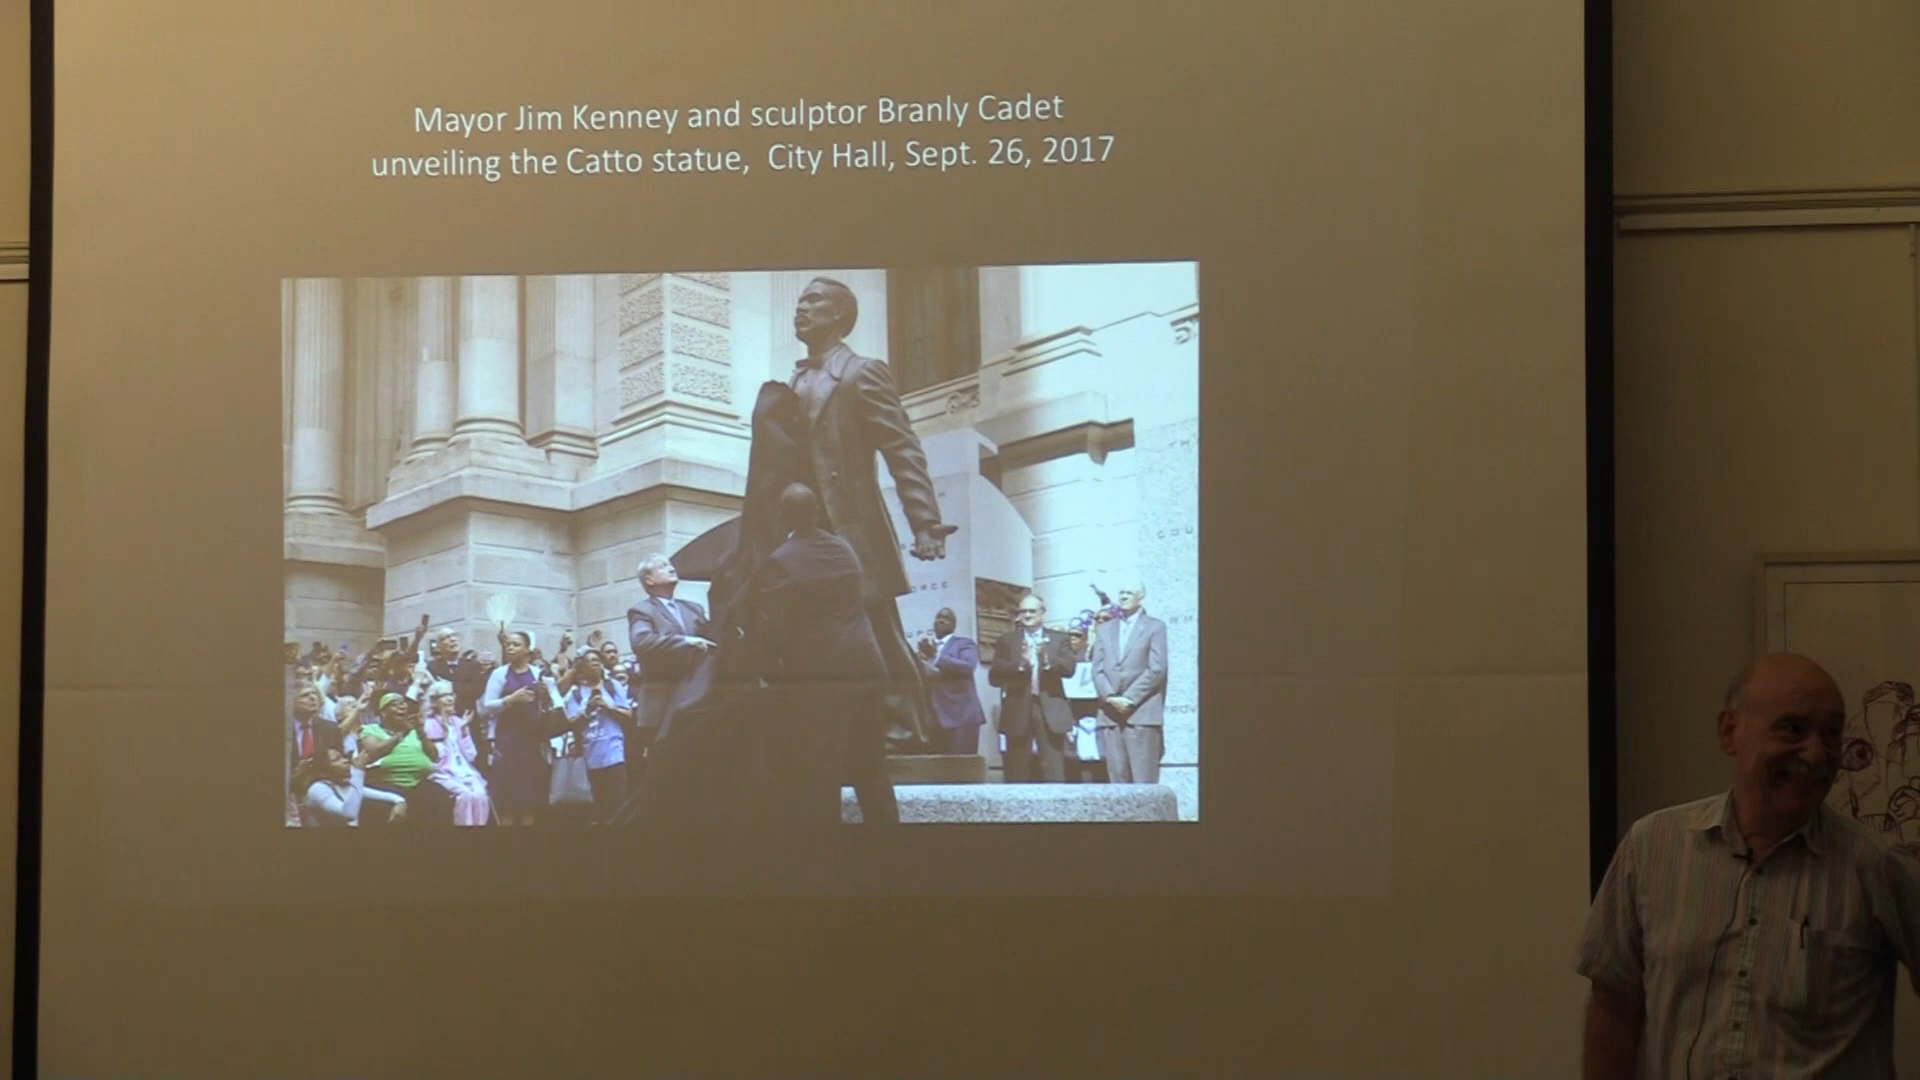 Mayor Jim Kenney and sculptor Branly Cadet
unveiling the Catto statue, City Hall, Sept. 26, 2017